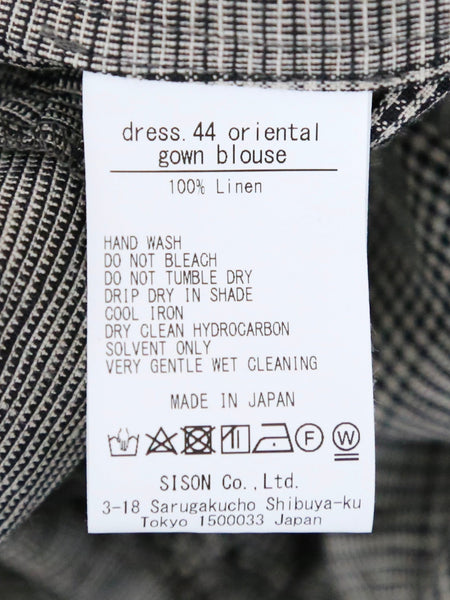 dress. 44 oriental
gown blouse
100% Linen
HAND WASH
DO NOT BLEACH
DO NOT TUMBLE DRY
DRIP DRY IN SHADE
COOL IRON
DRY CLEAN HYDROCARBON
SOLVENT ONLY
VERY GENTLE WET CLEANING
MADE IN JAPAN
F W
SISON Co.,Ltd.
3-18 Sarugakucho Shibuya-ku
Tokyo 1500033 Japan